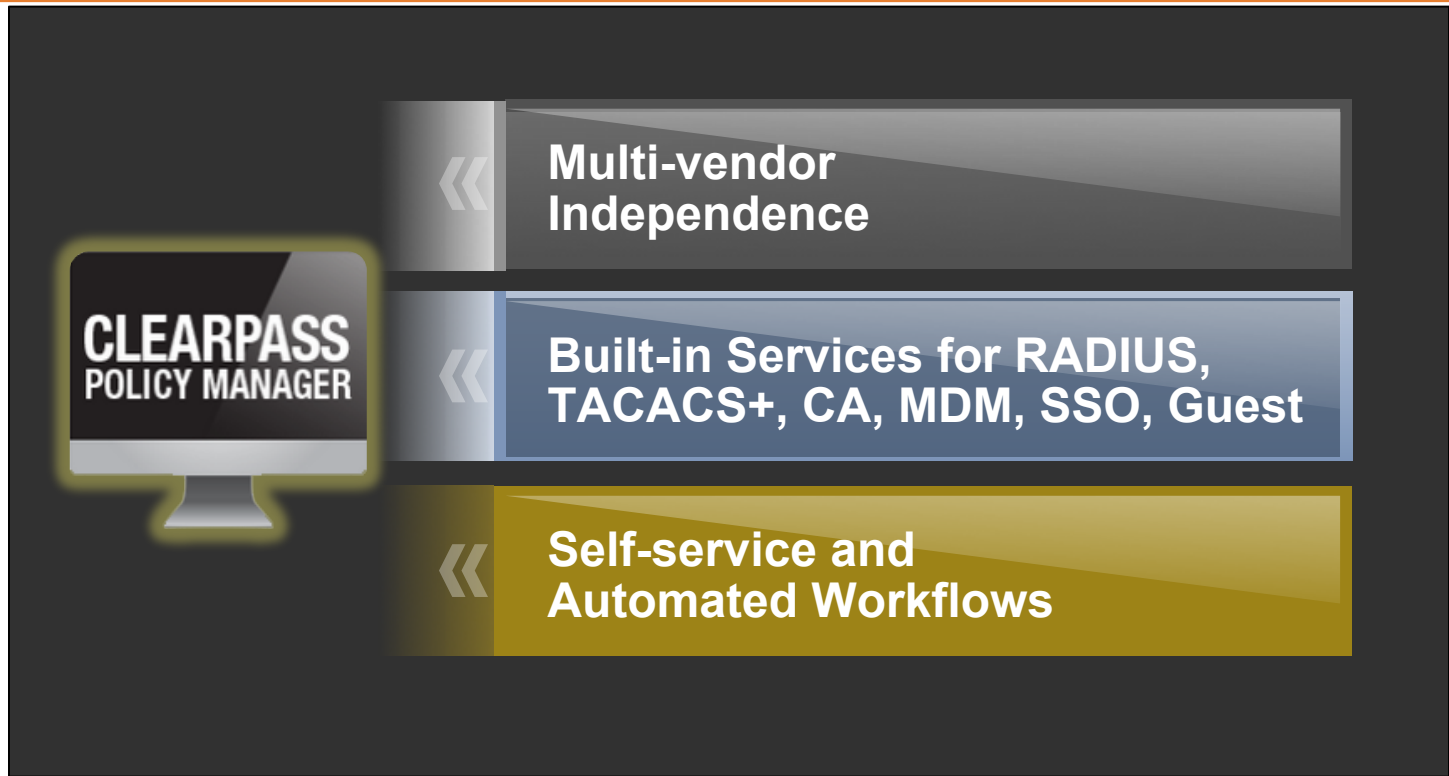 CLEARPASS
POLICY MANAGER
Multi-vendor
Independence
Built-in Services for RADIUS,
TACACS+, CA, MDM, SSO, Guest
Self-service and
Automated Workflows